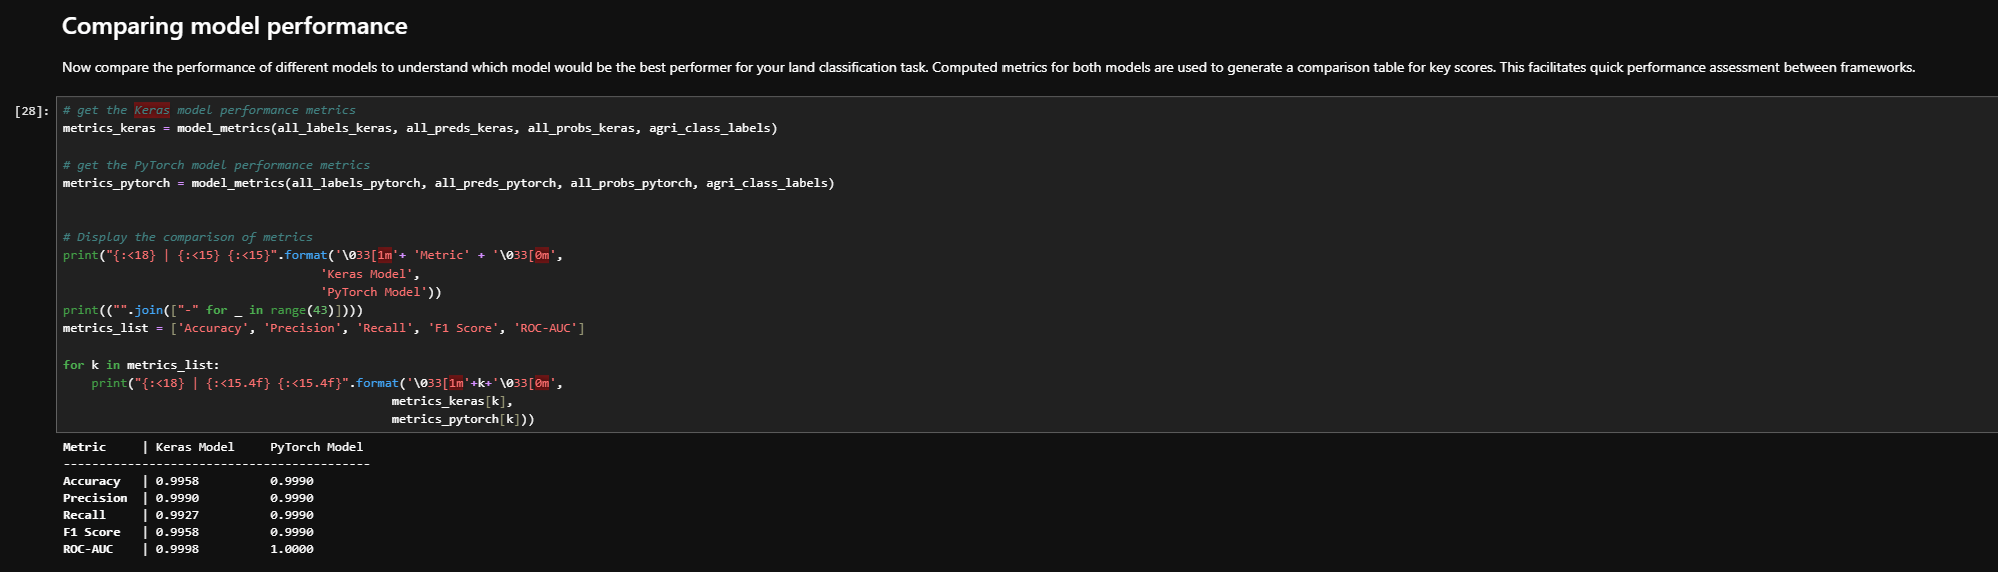 Comparing model performance
Now compare the performance of different models to understand which model would be the best performer for your land classification task. Computed metrics for both models are used to generate a comparison table for key scores. This facilitates quick performance assessment between frameworks.
[28]:
# get the Keras model performance metrics
metrics_keras = model_metrics(all_labels_keras, all_preds_keras, all_probs_keras, agri_class_labels)
# get the PyTorch model performance metrics
metrics_pytorch = model_metrics(all_labels_pytorch, all_preds_pytorch, all_probs_pytorch, agri_class_labels)
# Display the comparison of metrics
print("{:<18} | {:<15} {:<15}".format('\033[1m'+ 'Metric' + '\033[0m',
                                    'Keras Model',
                                    'PyTorch Model'))
print(("".join(["-" for _ in range(43)])))
metrics_list = ['Accuracy', 'Precision', 'Recall', 'F1 Score', 'ROC-AUC']
for k in metrics_list:
    print("{:<18} | {:<15.4f} {:<15.4f}".format('\033[1m'+k+'\033[0m',
                                              metrics_keras[k],
                                              metrics_pytorch[k]))
Metric     | Keras Model     PyTorch Model
-------------------------------------------
Accuracy   | 0.9958          0.9990
Precision  | 0.9990          0.9990
Recall     | 0.9927          0.9990
F1 Score   | 0.9958          0.9990
ROC-AUC    | 0.9998          1.0000